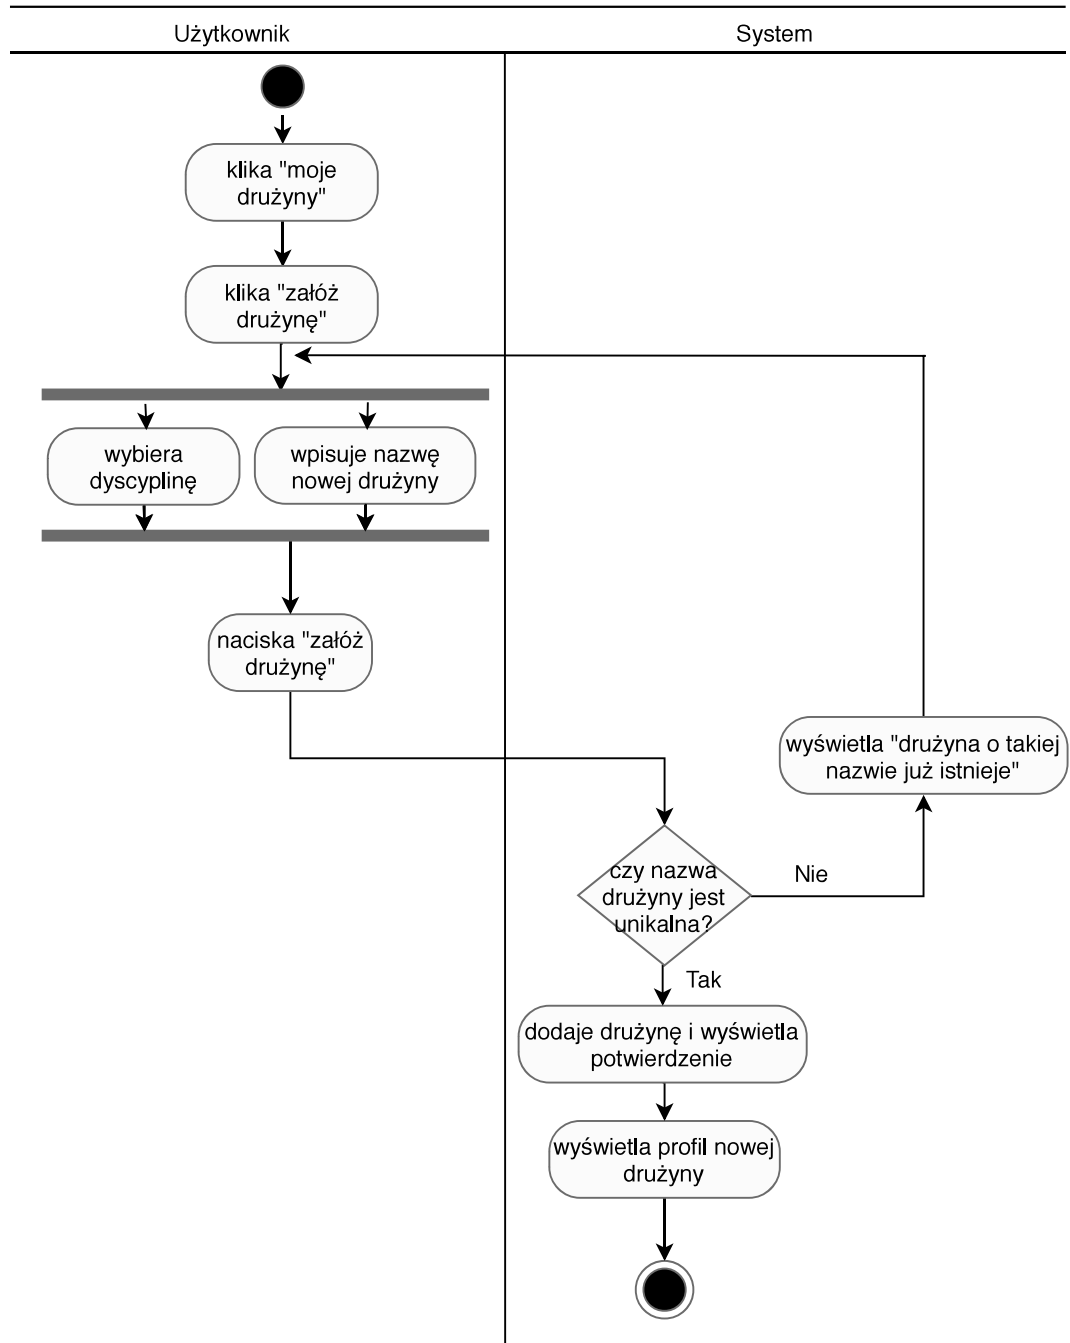 Użytkownik
System
klika "moje
drużyny"
klika "załóż
drużynę"
wybiera
dyscyplinę
wpisuje nazwę
nowej drużyny
naciska "załóż
drużynę"
wyświetla "drużyna o takiej
nazwie już istnieje"
czy nazwa
drużyny jest
unikalna?
Nie
Tak
dodaje drużynę i wyświetla
potwierdzenie
wyświetla profil nowej
drużyny